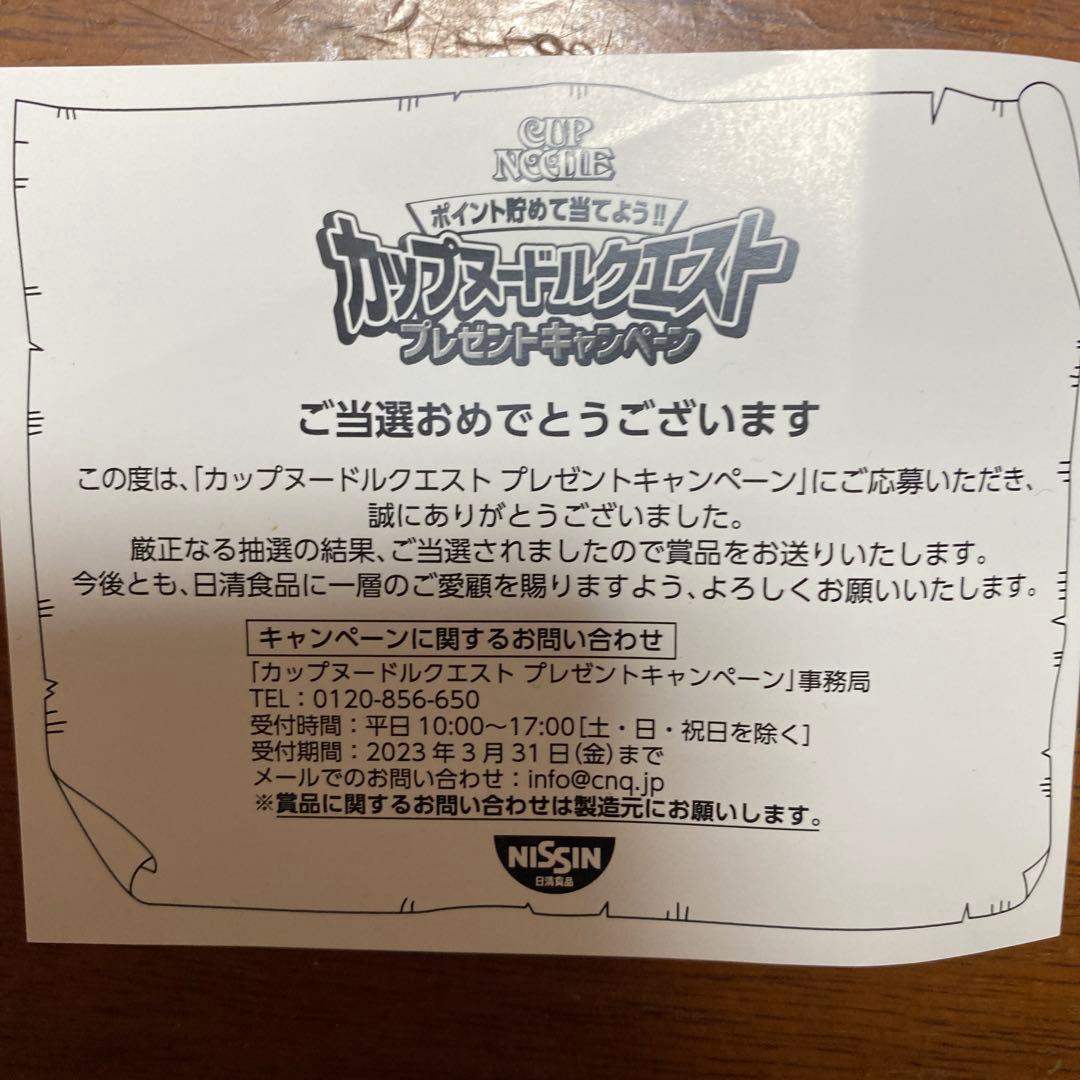 CUP
NOODLE
ポイント貯めて当てよう!!
カップヌードルクエスト
プレゼントキャンペーン
ご当選おめでとうございます
この度は、「カップヌードルクエスト プレゼントキャンペーン」にご応募いただき、
誠にありがとうございました。
厳正なる抽選の結果、ご当選されましたので賞品をお送りいたします。
今後とも、日清食品に一層のご愛顧を賜りますよう、よろしくお願いいたします。
キャンペーンに関するお問い合わせ
「カップヌードルクエスト プレゼントキャンペーン」事務局
TEL：0120-856-650
受付時間：平日 10:00〜17:00[土・日・祝日を除く]
受付期間：2023 年 3 月 31 日(金)まで
メールでのお問い合わせ：info@cnq.jp
※賞品に関するお問い合わせは製造元にお願いします。
NISSIN
日清食品